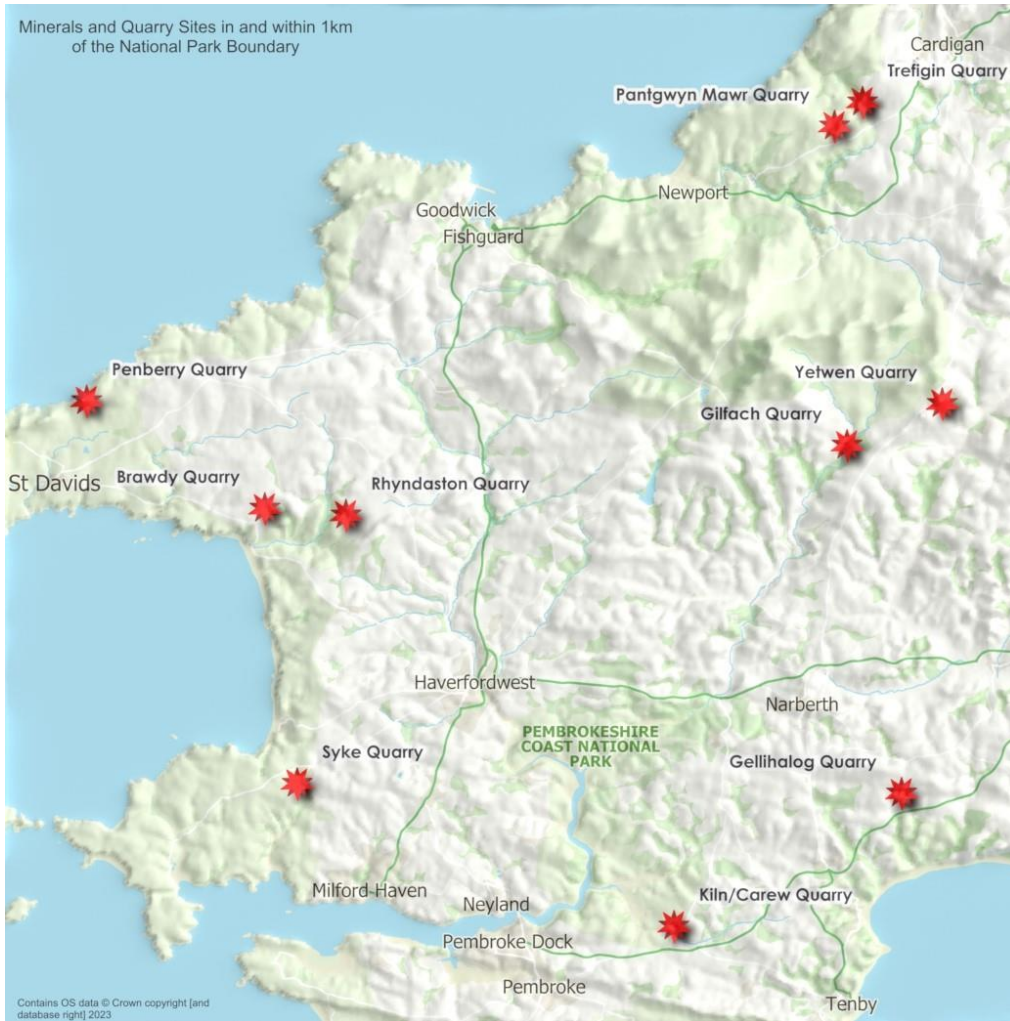 Minerals and Quarry Sites in and within 1km
of the National Park Boundary
Cardigan
Trefigin Quarry
Pantgwyn Mawr Quarry
Newport
Goodwick
Fishguard
Penberry Quarry
Yetwen Quarry
Gilfach Quarry
St Davids
Brawdy Quarry
Rhyndaston Quarry
Haverfordwest
Narberth
PEMBROKESHIRE
COAST NATIONAL
PARK
Syke Quarry
Gellihalog Quarry
Milford Haven
Neyland
Kiln/Carew Quarry
Pembroke Dock
Pembroke
Tenby
Contains OS data © Crown copyright [and
database right] 2023